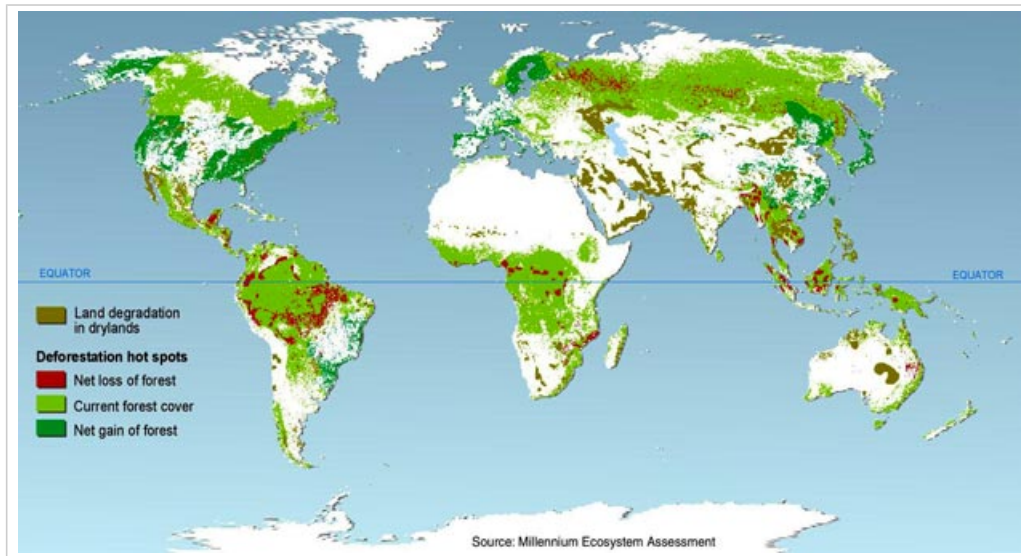 EQUATOR
EQUATOR
Land degradation
in drylands
Deforestation hot spots
Net loss of forest
Current forest cover
Net gain of forest
Source: Millennium Ecosystem Assessment